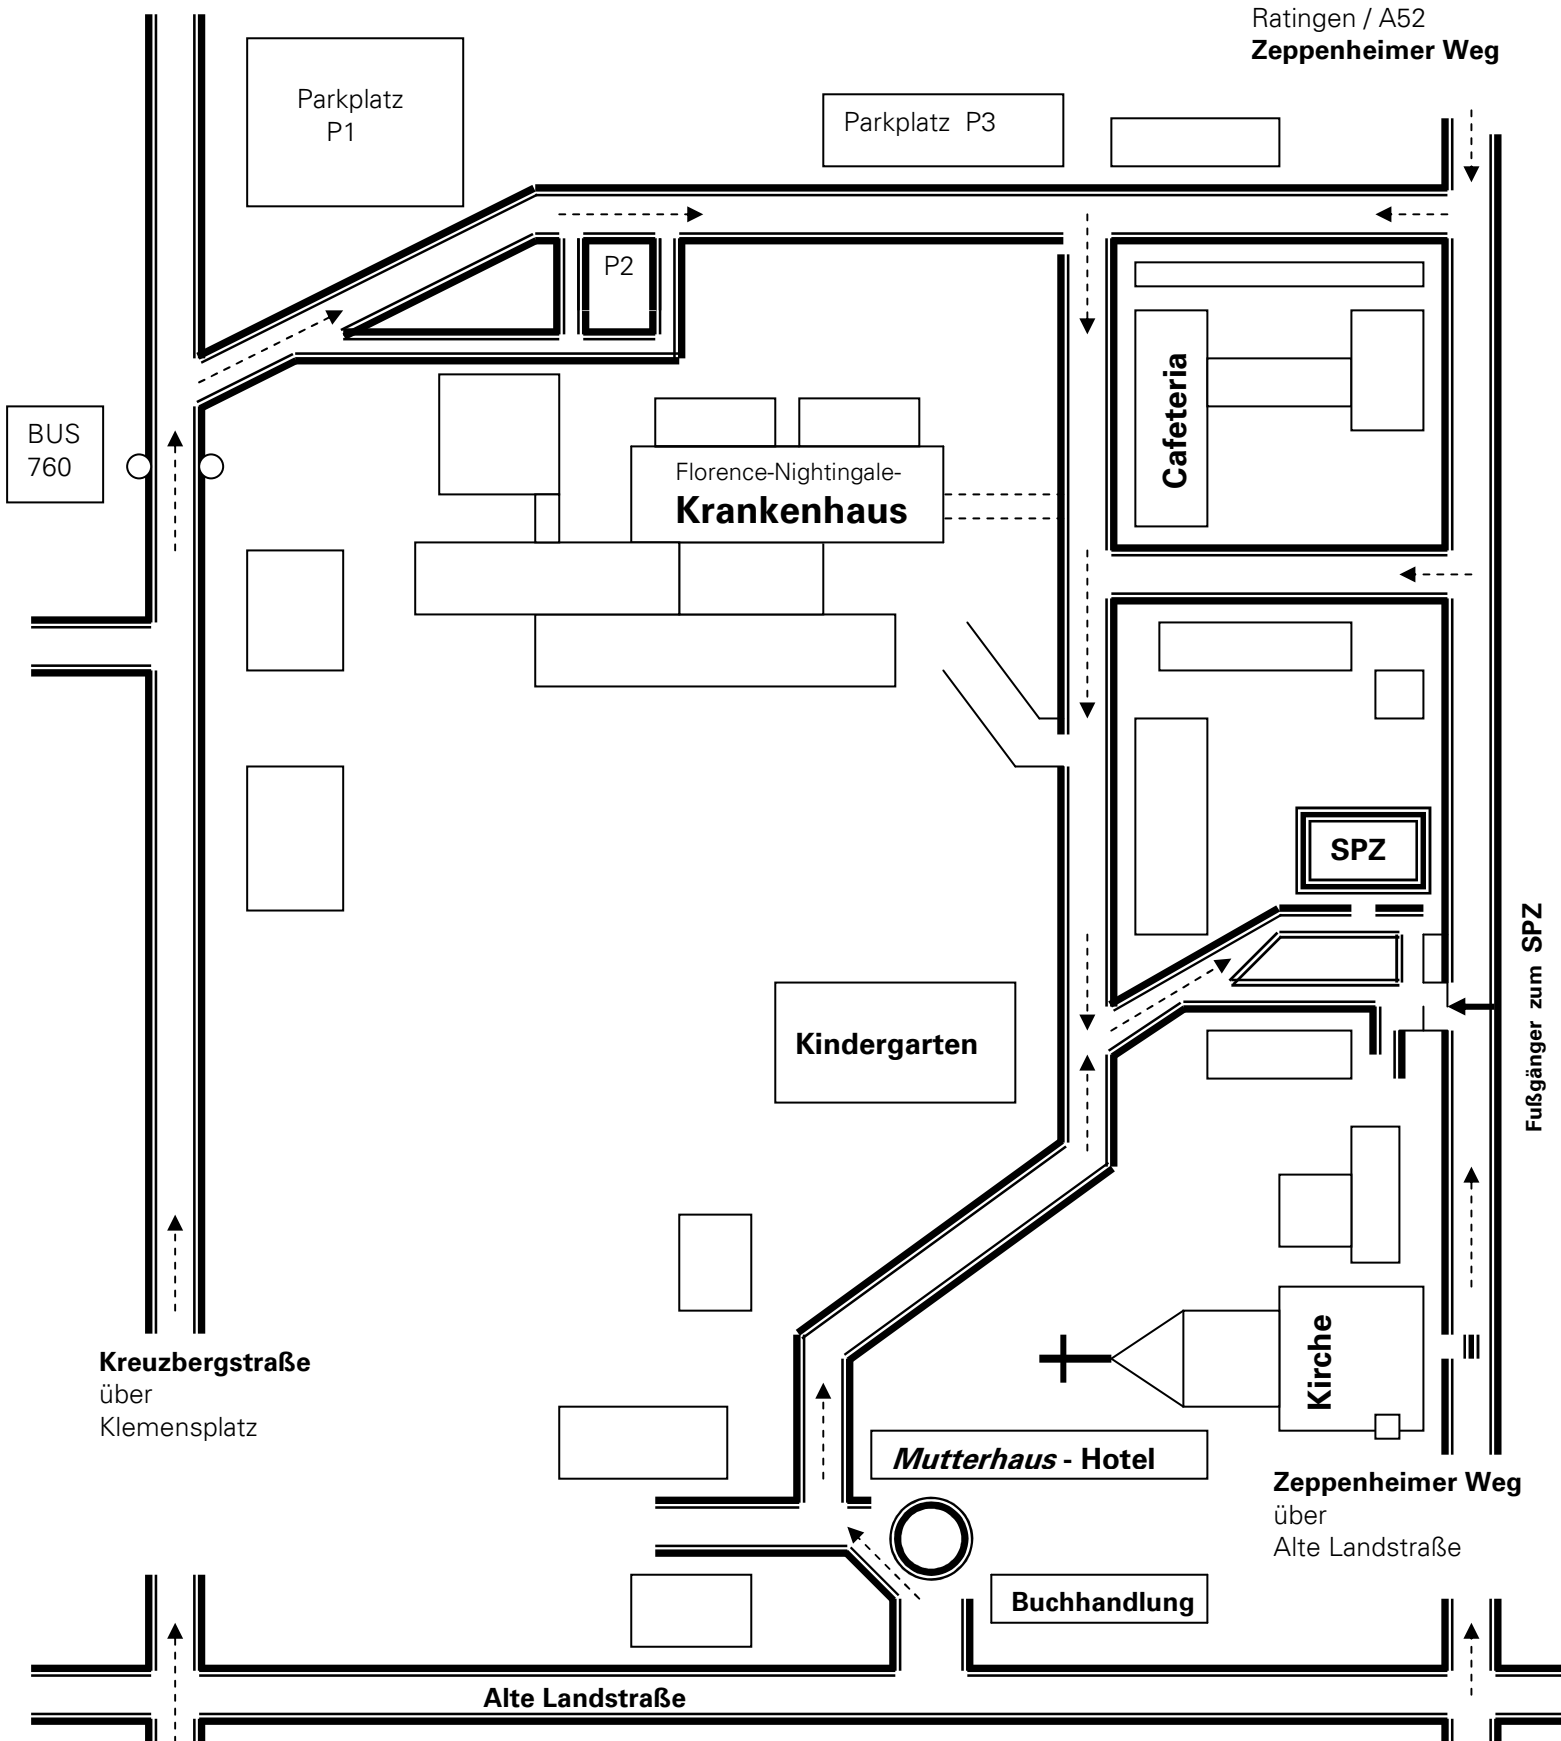 Ratingen / A52
Zeppenheimer Weg
Parkplatz
P1
Parkplatz P3
P2
Cafeteria
BUS
760
Florence-Nightingale-
Krankenhaus
SPZ
Fußgänger zum SPZ
Kindergarten
Kirche
Kreuzbergstraße
über
Klemensplatz
Mutterhaus - Hotel
Zeppenheimer Weg
über
Alte Landstraße
Buchhandlung
Alte Landstraße